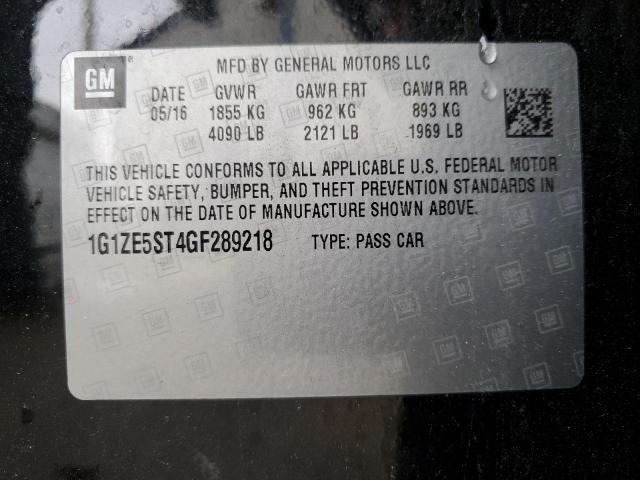 GM ® MFD BY GENERAL MOTORS LLC
DATE GVWR GAWR FRT GAWR RR
05/16 1855 KG 962 KG 893 KG
4090 LB 2121 LB 1969 LB
THIS VEHICLE CONFORMS TO ALL APPLICABLE U.S. FEDERAL MOTOR
VEHICLE SAFETY, BUMPER, AND THEFT PREVENTION STANDARDS IN
EFFECT ON THE DATE OF MANUFACTURE SHOWN ABOVE.
1G1ZE5ST4GF289218 TYPE: PASS CAR